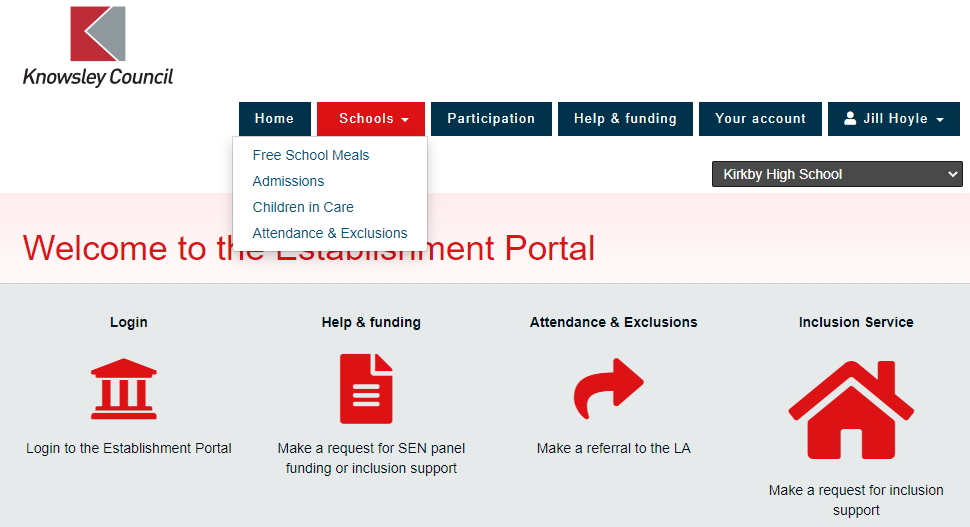 Knowsley Council
Home
Schools
Participation
Help & funding
Your account
Jill Hoyle
Free School Meals
Admissions
Children in Care
Attendance & Exclusions
Kirkby High School
Welcome to the Establishment Portal
Login
Help & funding
Attendance & Exclusions
Inclusion Service
Login to the Establishment Portal
Make a request for SEN panel
funding or inclusion support
Make a referral to the LA
Make a request for inclusion
support